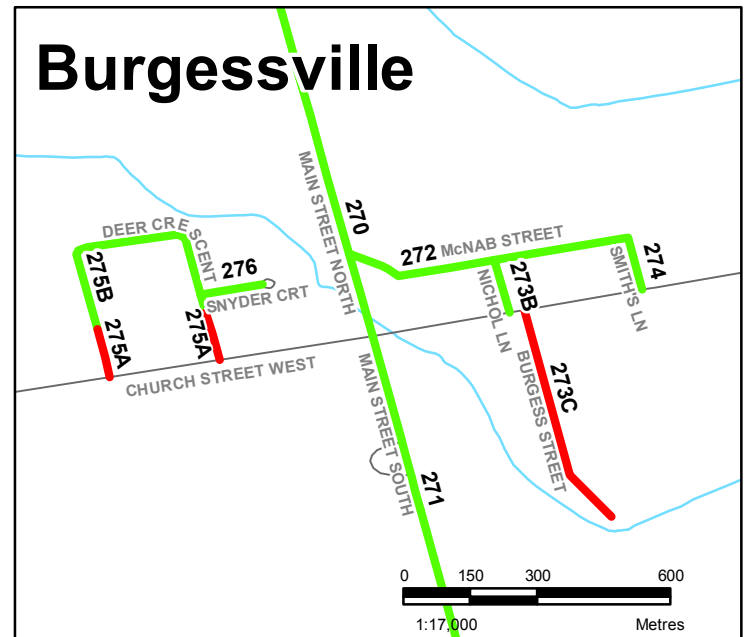 Burgessville
MAIN STREET NORTH
270
DEER CRESCENT
272
McNAB STREET
276
275B
SNYDER CRT
NICHOL LN
273B
SMITH'S LN
274
275A
275A
CHURCH STREET WEST
MAIN STREET SOUTH
BURGESS STREET
273C
271
0 150 300 600
1:17,000 Metres